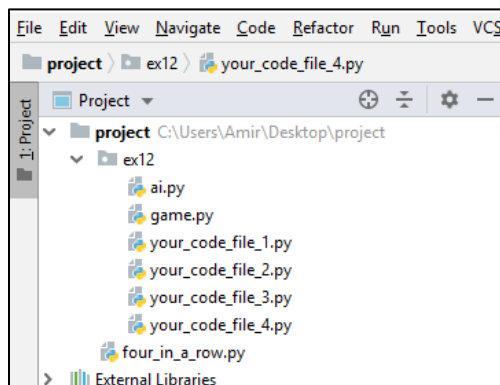 File Edit View Navigate Code Refactor Run Tools VCS
project ex12 your_code_file_4.py
1: Project
Project
project C:\Users\Amir\Desktop\project
ex12
ai.py
game.py
your_code_file_1.py
your_code_file_2.py
your_code_file_3.py
your_code_file_4.py
four_in_a_row.py
External Libraries